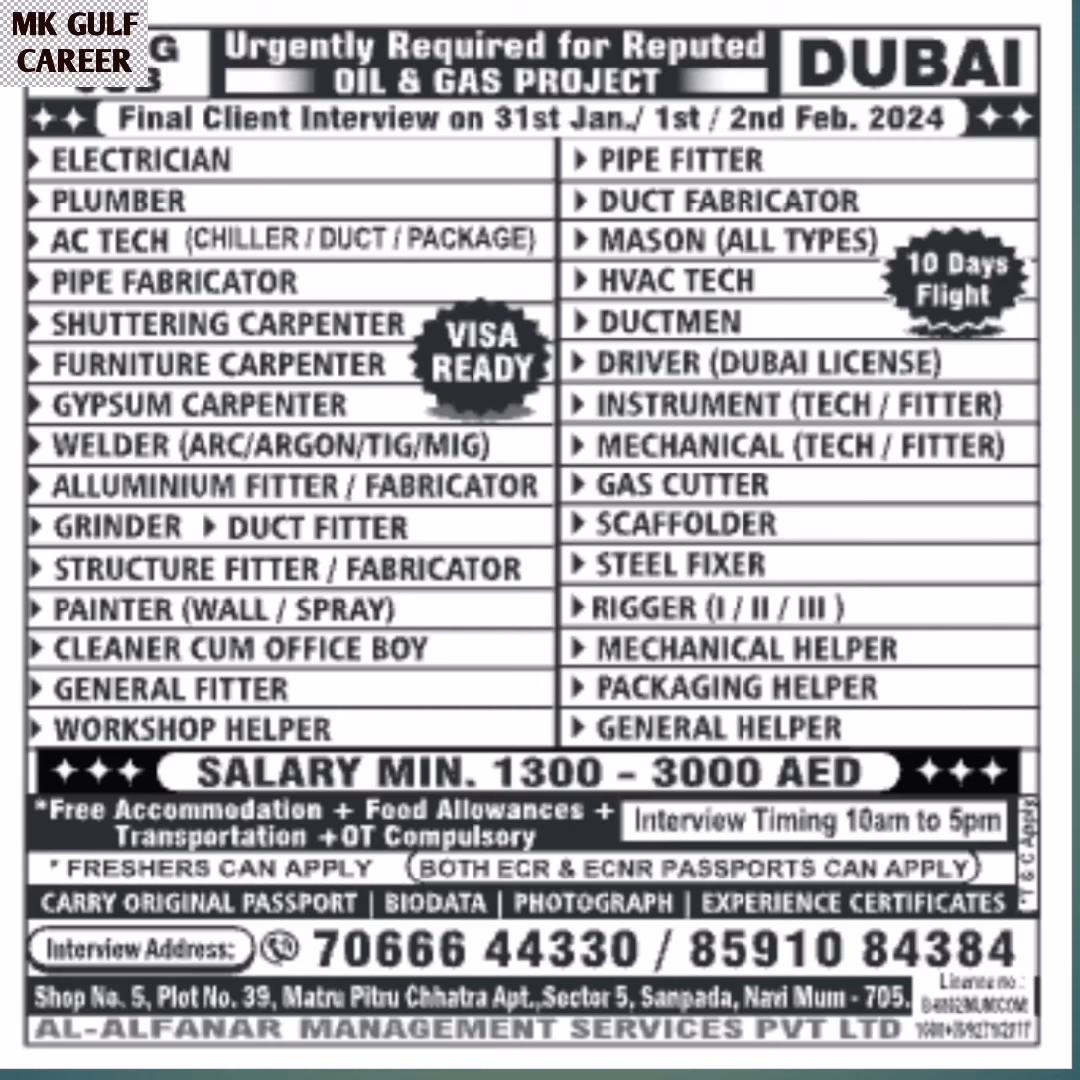 MK GULF
CAREER
Urgently Required for Reputed
OIL & GAS PROJECT
DUBAI
Final Client Interview on 31st Jan./ 1st / 2nd Feb. 2024
ELECTRICIAN
PLUMBER
AC TECH (CHILLER / DUCT / PACKAGE)
PIPE FABRICATOR
SHUTTERING CARPENTER
FURNITURE CARPENTER
GYPSUM CARPENTER
WELDER (ARC/ARGON/TIG/MIG)
ALLUMINIUM FITTER / FABRICATOR
GRINDER DUCT FITTER
STRUCTURE FITTER / FABRICATOR
PAINTER (WALL / SPRAY)
CLEANER CUM OFFICE BOY
GENERAL FITTER
WORKSHOP HELPER
VISA
READY
PIPE FITTER
DUCT FABRICATOR
MASON (ALL TYPES)
HVAC TECH
DUCTMEN
DRIVER (DUBAI LICENSE)
INSTRUMENT (TECH / FITTER)
MECHANICAL (TECH / FITTER)
GAS CUTTER
SCAFFOLDER
STEEL FIXER
RIGGER (I / II / III )
MECHANICAL HELPER
PACKAGING HELPER
GENERAL HELPER
10 Days
Flight
SALARY MIN. 1300 - 3000 AED
*Free Accommodation + Food Allowances +
Transportation +OT Compulsory
Interview Timing 10am to 5pm
*T & C Apply
* FRESHERS CAN APPLY (BOTH ECR & ECNR PASSPORTS CAN APPLY)
CARRY ORIGINAL PASSPORT | BIODATA | PHOTOGRAPH | EXPERIENCE CERTIFICATES
Interview Address: 70666 44330 / 85910 84384
Shop No. 5, Plot No. 39, Matru Pitru Chhatra Apt.,Sector 5, Sanpada, Navi Mum - 705.
License no.:
AL-ALFANAR MANAGEMENT SERVICES PVT LTD